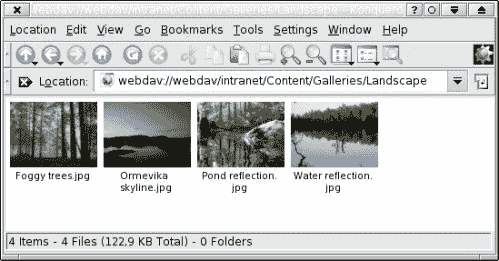 webdav://webdav/intranet/Content/Galleries/Landscape - Konqueror
Location Edit View Go Bookmarks Tools Settings Window Help
Location: webdav://webdav/intranet/Content/Galleries/Landscape
Foggy trees.jpg
Ormevika
skyline.jpg
Pond reflection.
jpg
Water reflection.
jpg
4 Items - 4 Files (122,9 KB Total) - 0 Folders